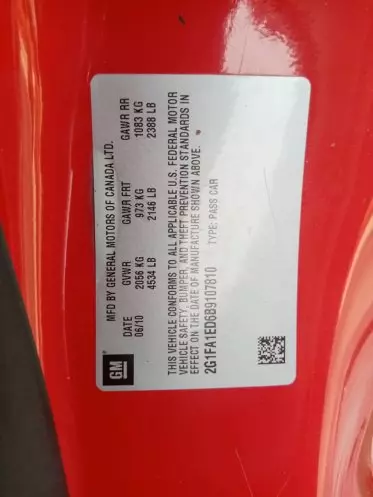 GM
MFD BY GENERAL MOTORS OF CANADA LTD.
DATE GVWR GAWR FRT GAWR RR
06/10 2056 KG 973 KG 1083 KG
4534 LB 2146 LB 2388 LB
THIS VEHICLE CONFORMS TO ALL APPLICABLE U.S. FEDERAL MOTOR
VEHICLE SAFETY, BUMPER, AND THEFT PREVENTION STANDARDS IN
EFFECT ON THE DATE OF MANUFACTURE SHOWN ABOVE.
2G1FA1ED6B9107810 TYPE: PASS CAR